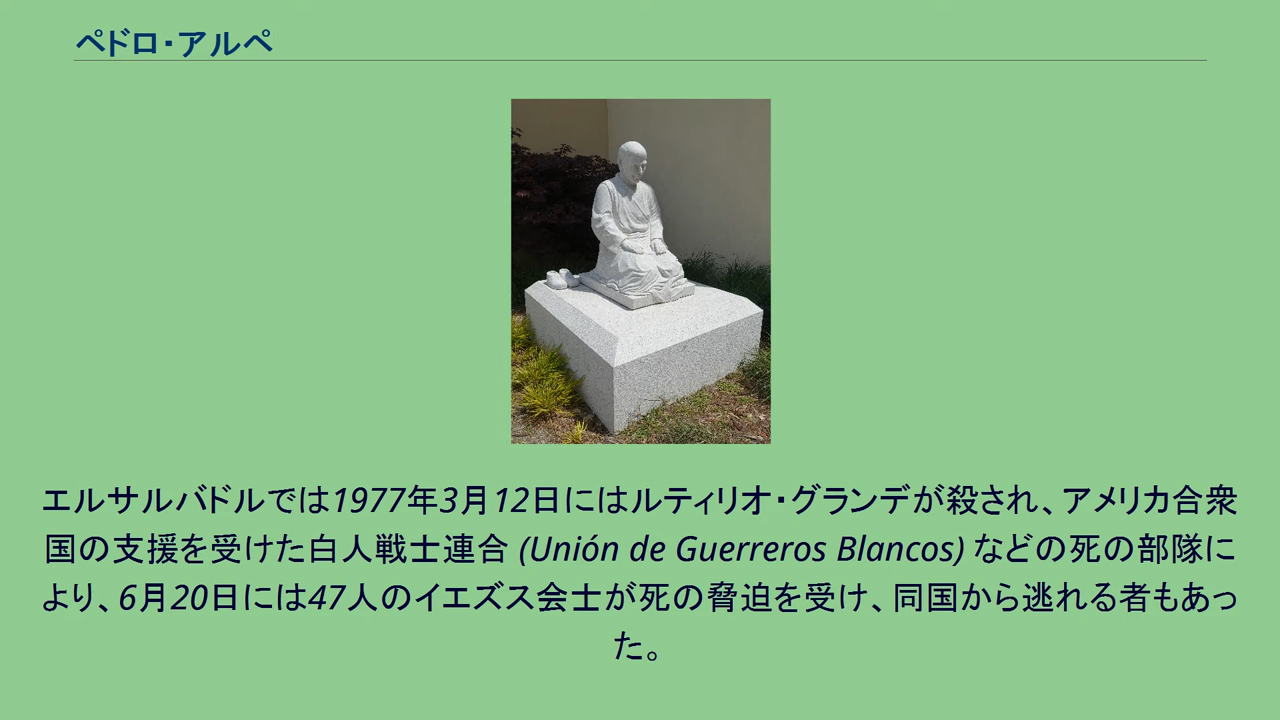 ペドロ・アルペ
エルサルバドルでは1977年3月12日にはルティリオ・グランデが殺され、アメリカ合衆
国の支援を受けた白人戦士連合 (Unión de Guerreros Blancos) などの死の部隊に
より、6月20日には47人のイエズス会士が死の脅迫を受け、同国から逃れる者もあっ
た。